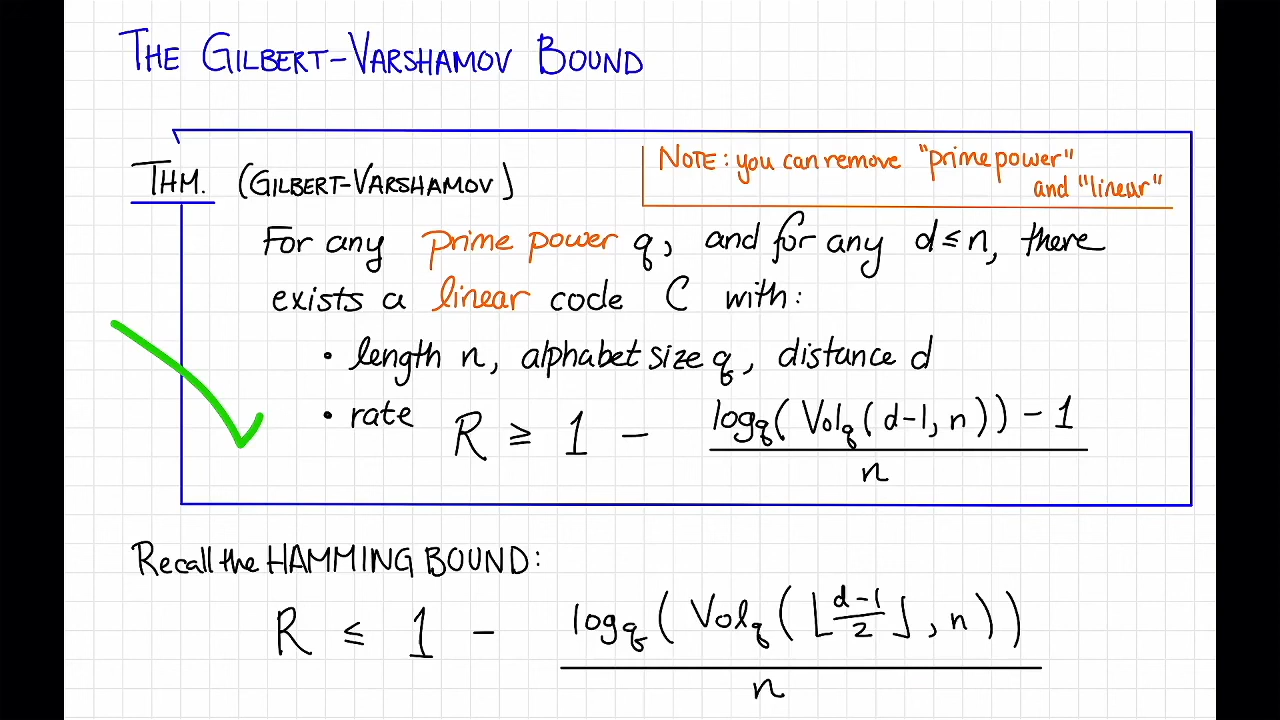 THE GILBERT-VARSHAMOV BOUND
NOTE: you can remove "prime power"
and "linear"
THM. (GILBERT-VARSHAMOV)
For any prime power q, and for any d ≤ n, there
exists a linear code C with:
• length n, alphabet size q, distance d
• rate R ≥ 1 - (log_q(Vol_q(d-1, n)) - 1) / n
Recall the HAMMING BOUND:
R ≤ 1 - log_q(Vol_q(⌊(d-1)/2⌋, n)) / n